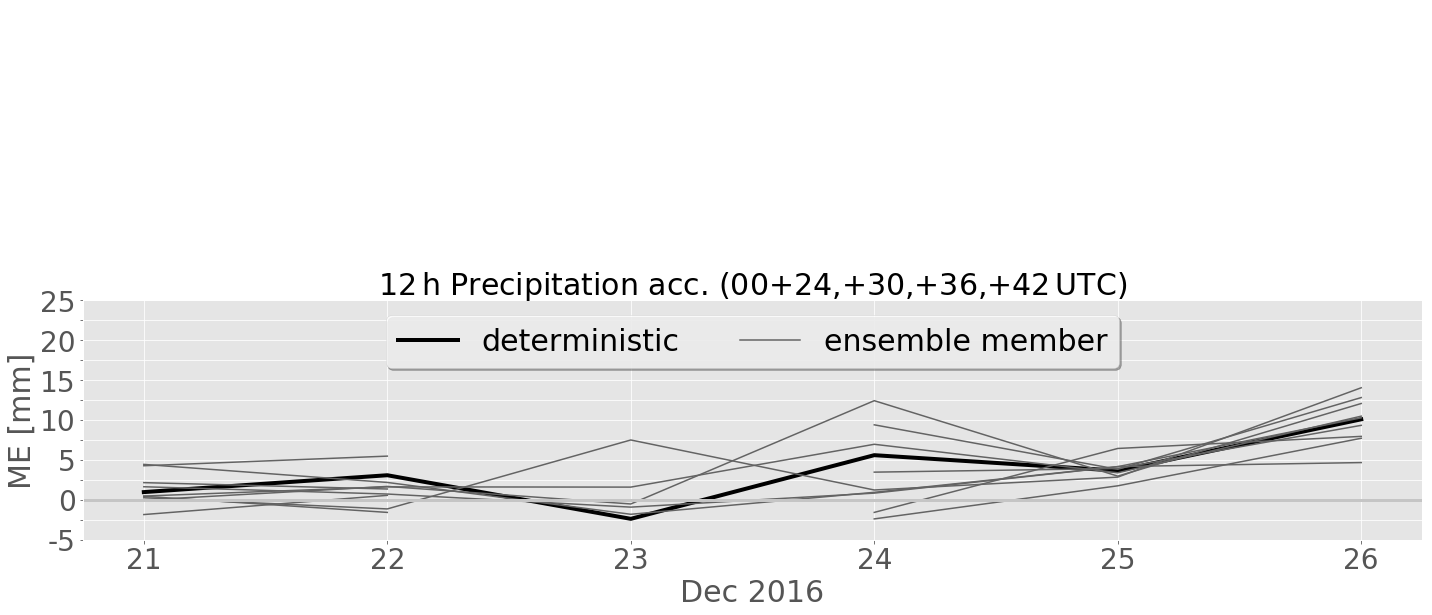 12 h Precipitation acc. (00+24,+30,+36,+42 UTC)
25
20
15
10
5
0
-5
ME [mm]
deterministic
ensemble member
21 22 23 24 25 26
Dec 2016